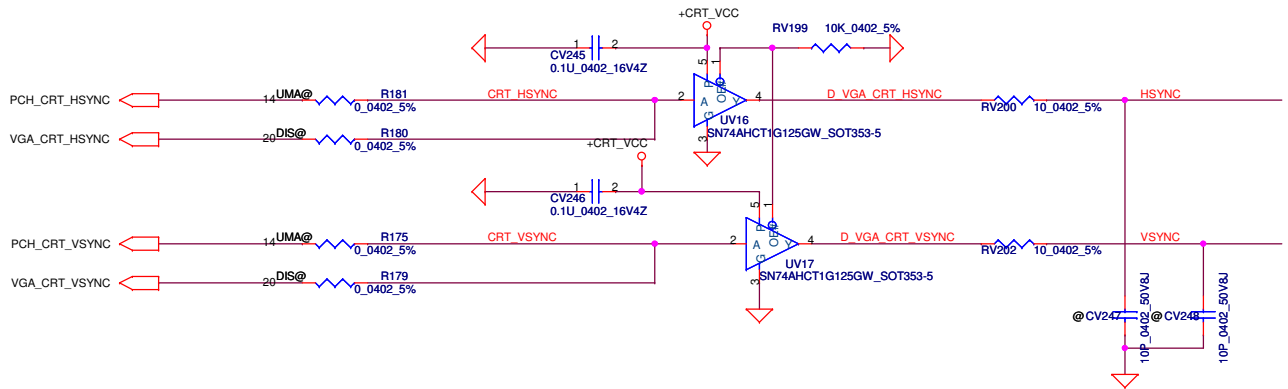 +CRT_VCC
RV199 10K_0402_5%
1 2
CV245
0.1U_0402_16V4Z
5 1
P OE#
PCH_CRT_HSYNC 14 UMA@ R181 CRT_HSYNC 2 A Y 4 D_VGA_CRT_HSYNC HSYNC
0_0402_5%
RV200 10_0402_5%
G
UV16
3
SN74AHCT1G125GW_SOT353-5
VGA_CRT_HSYNC 20 DIS@ R180
0_0402_5%
+CRT_VCC
1 2
CV246
0.1U_0402_16V4Z
5 1
P OE#
PCH_CRT_VSYNC 14 UMA@ R175 CRT_VSYNC 2 A Y 4 D_VGA_CRT_VSYNC VSYNC
0_0402_5%
RV202 10_0402_5%
G
UV17
3
SN74AHCT1G125GW_SOT353-5
VGA_CRT_VSYNC 20 DIS@ R179
0_0402_5%
@ CV247
10P_0402_50V8J
@ CV248
10P_0402_50V8J